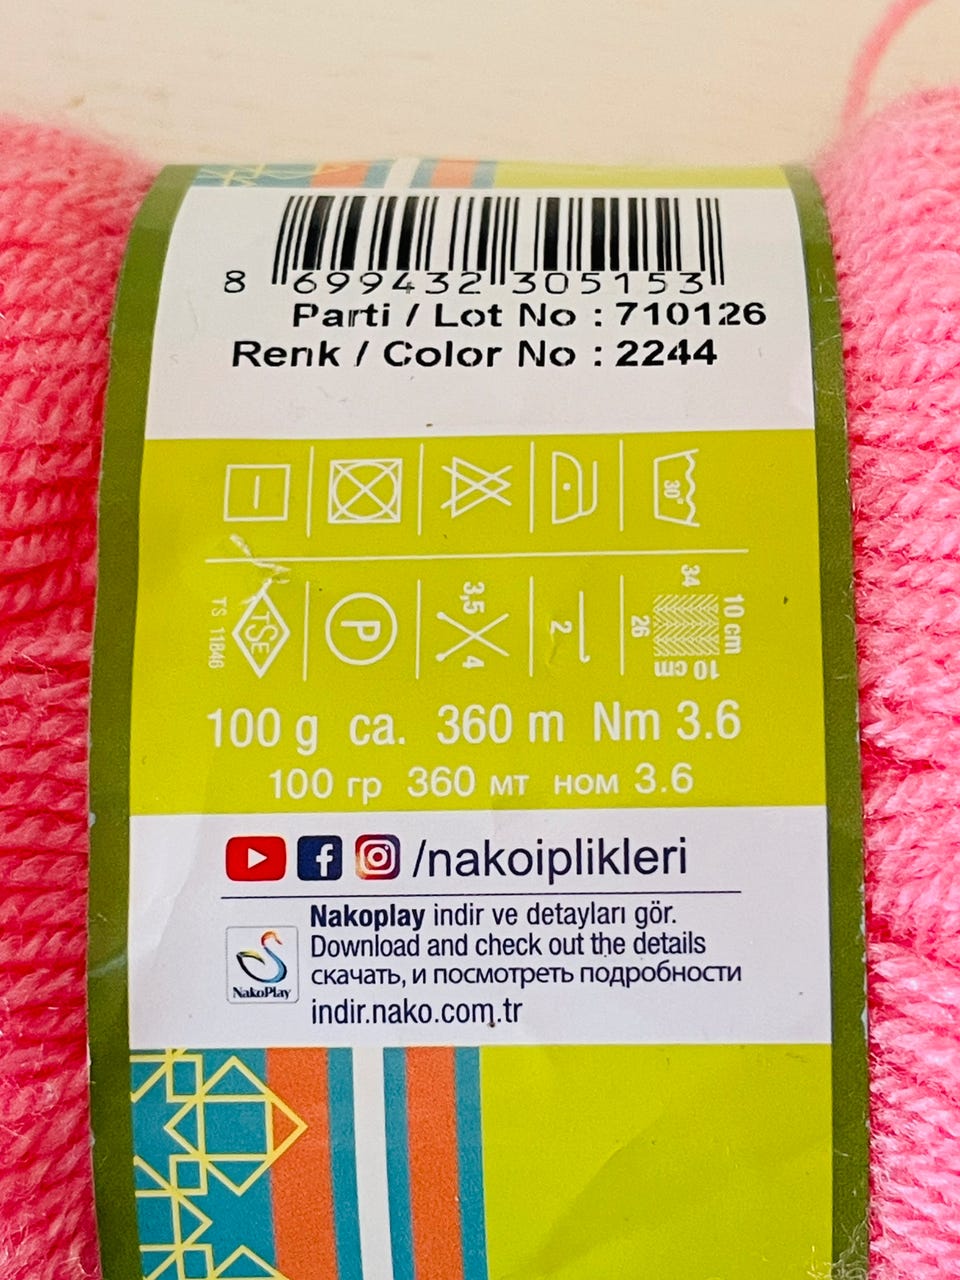 8 699432 305153
Parti / Lot No : 710126
Renk / Color No : 2244
30°
TS 11846
TSE
P
3,5
4
2
34
26
10 cm
10 cm
100 g ca. 360 m Nm 3.6
100 гр 360 мт ном 3.6
/nakoiplikleri
Nakoplay indir ve detayları gör.
Download and check out the details
скачать, и посмотреть подробности
NakoPlay
indir.nako.com.tr